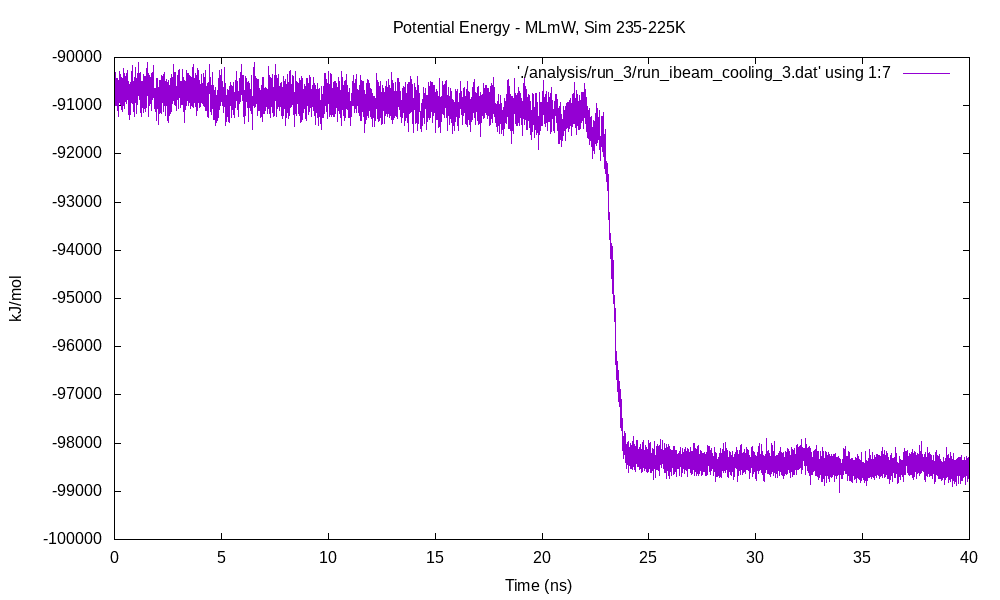 Potential Energy - MLmW, Sim 235-225K
'./analysis/run_3/run_ibeam_cooling_3.dat' using 1:7
-90000
-91000
-92000
-93000
-94000
-95000
-96000
-97000
-98000
-99000
-100000
kJ/mol
0 5 10 15 20 25 30 35 40
Time (ns)